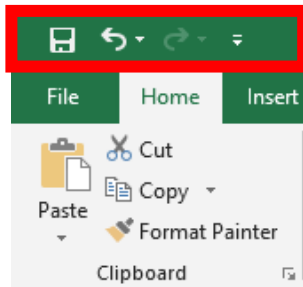 File Home Insert
Cut
Copy
Paste
Format Painter
Clipboard